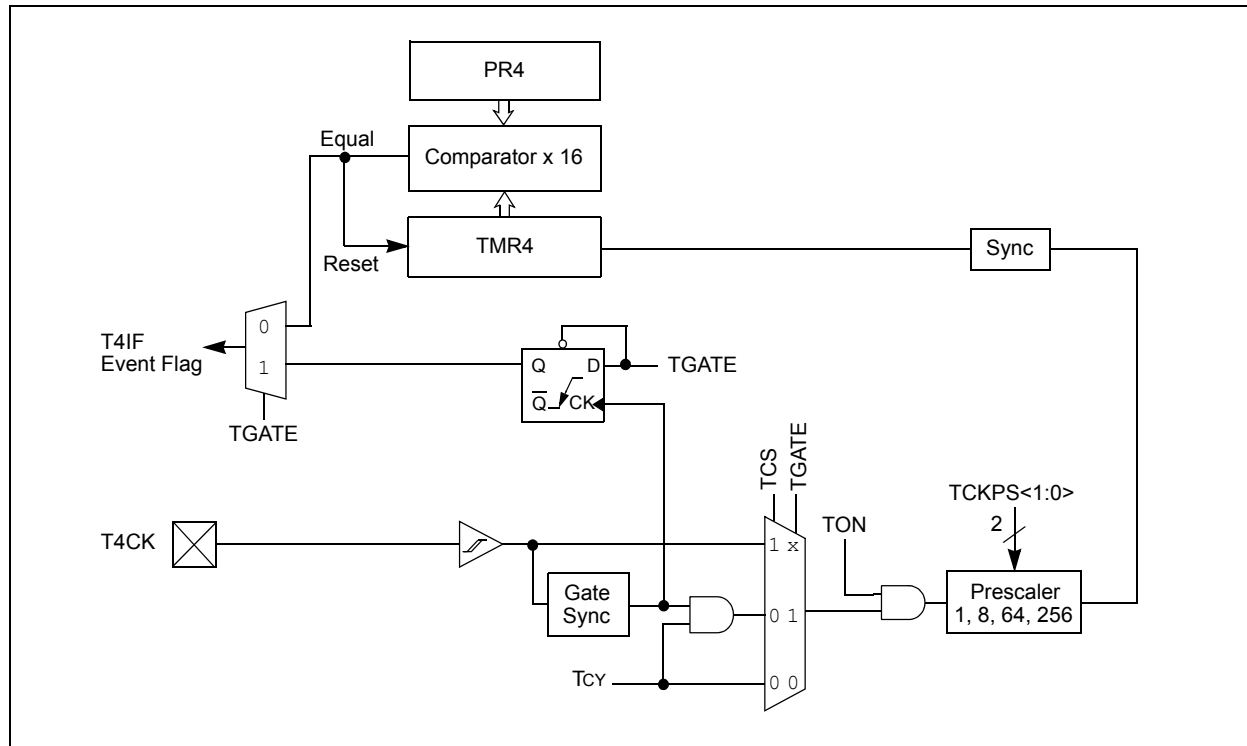 PR4
Equal
Comparator x 16
TMR4
Reset
Sync
0
T4IF
Event Flag
1
Q D
TGATE
Q CK
TGATE
TCS
TGATE
TCKPS<1:0>
2
TON
T4CK
1 x
Gate
Sync
0 1
Prescaler
1, 8, 64, 256
TCY
0 0